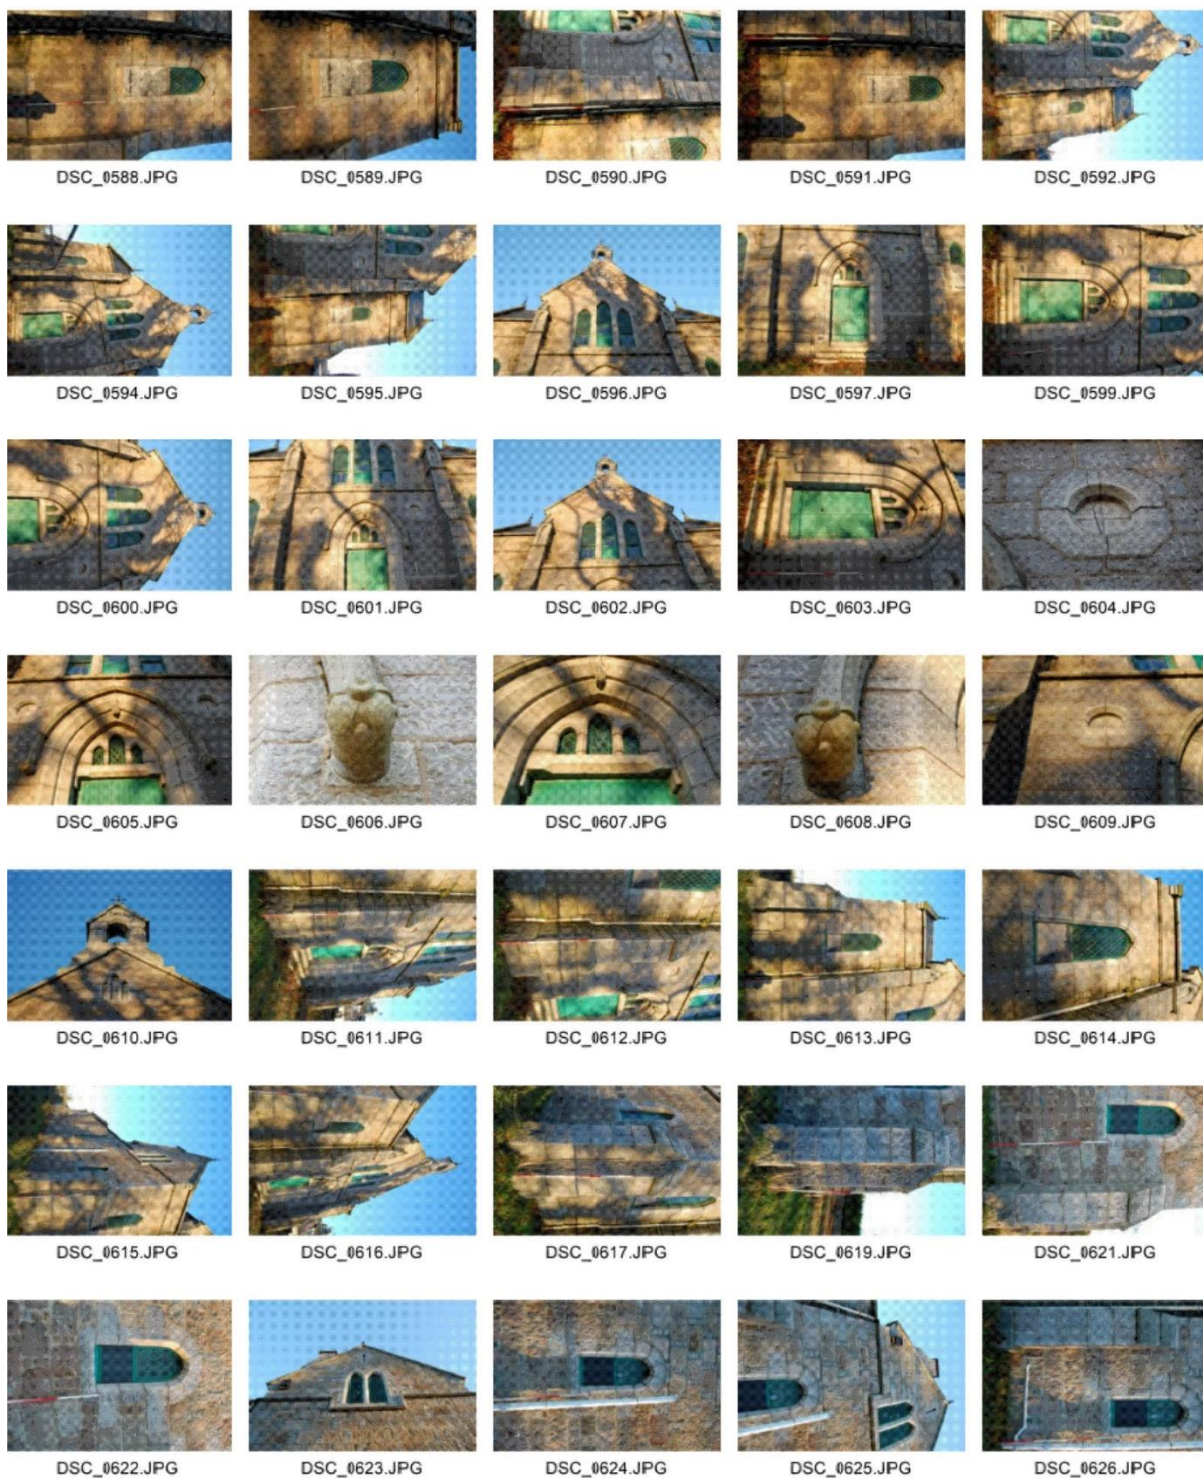 DSC_0588.JPG DSC_0589.JPG DSC_0590.JPG DSC_0591.JPG DSC_0592.JPG
DSC_0594.JPG DSC_0595.JPG DSC_0596.JPG DSC_0597.JPG DSC_0599.JPG
DSC_0600.JPG DSC_0601.JPG DSC_0602.JPG DSC_0603.JPG DSC_0604.JPG
DSC_0605.JPG DSC_0606.JPG DSC_0607.JPG DSC_0608.JPG DSC_0609.JPG
DSC_0610.JPG DSC_0611.JPG DSC_0612.JPG DSC_0613.JPG DSC_0614.JPG
DSC_0615.JPG DSC_0616.JPG DSC_0617.JPG DSC_0619.JPG DSC_0621.JPG
DSC_0622.JPG DSC_0623.JPG DSC_0624.JPG DSC_0625.JPG DSC_0626.JPG